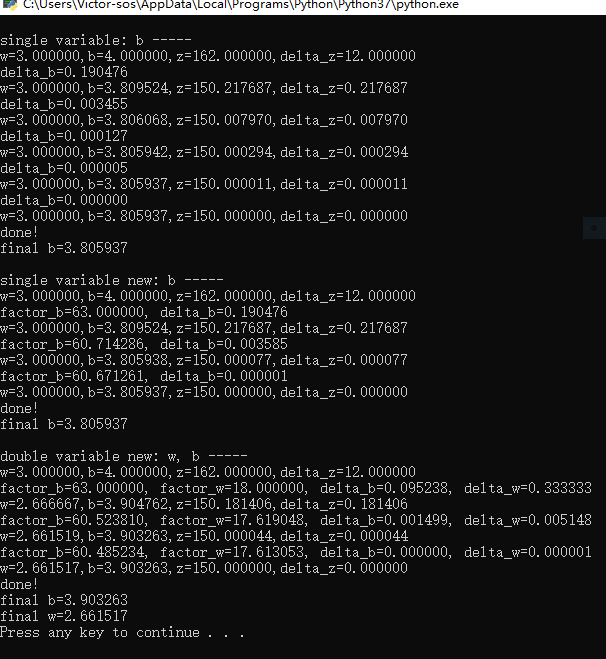 C:\Users\Victor-sos\AppData\Local\Programs\Python\Python37\python.exe
single variable: b -----
w=3.000000,b=4.000000,z=162.000000,delta_z=12.000000
delta_b=0.190476
w=3.000000,b=3.809524,z=150.217687,delta_z=0.217687
delta_b=0.003455
w=3.000000,b=3.806068,z=150.007970,delta_z=0.007970
delta_b=0.000127
w=3.000000,b=3.805942,z=150.000294,delta_z=0.000294
delta_b=0.000005
w=3.000000,b=3.805937,z=150.000011,delta_z=0.000011
delta_b=0.000000
w=3.000000,b=3.805937,z=150.000000,delta_z=0.000000
done!
final b=3.805937
single variable new: b -----
w=3.000000,b=4.000000,z=162.000000,delta_z=12.000000
factor_b=63.000000, delta_b=0.190476
w=3.000000,b=3.809524,z=150.217687,delta_z=0.217687
factor_b=60.714286, delta_b=0.003585
w=3.000000,b=3.805938,z=150.000077,delta_z=0.000077
factor_b=60.671261, delta_b=0.000001
w=3.000000,b=3.805937,z=150.000000,delta_z=0.000000
done!
final b=3.805937
double variable new: w, b -----
w=3.000000,b=4.000000,z=162.000000,delta_z=12.000000
factor_b=63.000000, factor_w=18.000000, delta_b=0.095238, delta_w=0.333333
w=2.666667,b=3.904762,z=150.181406,delta_z=0.181406
factor_b=60.523810, factor_w=17.619048, delta_b=0.001499, delta_w=0.005148
w=2.661519,b=3.903263,z=150.000044,delta_z=0.000044
factor_b=60.485234, factor_w=17.613053, delta_b=0.000000, delta_w=0.000001
w=2.661517,b=3.903263,z=150.000000,delta_z=0.000000
done!
final b=3.903263
final w=2.661517
Press any key to continue . . .